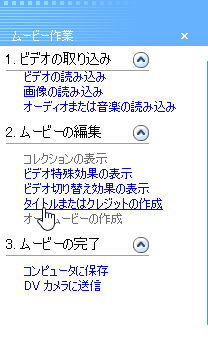 ムービー作業
1. ビデオの取り込み
ビデオの読み込み
画像の読み込み
オーディオまたは音楽の読み込み
2. ムービーの編集
コレクションの表示
ビデオ特殊効果の表示
ビデオ切り替え効果の表示
タイトルまたはクレジットの作成
ムービーの作成
3. ムービーの完了
コンピュータに保存
DV カメラに送信